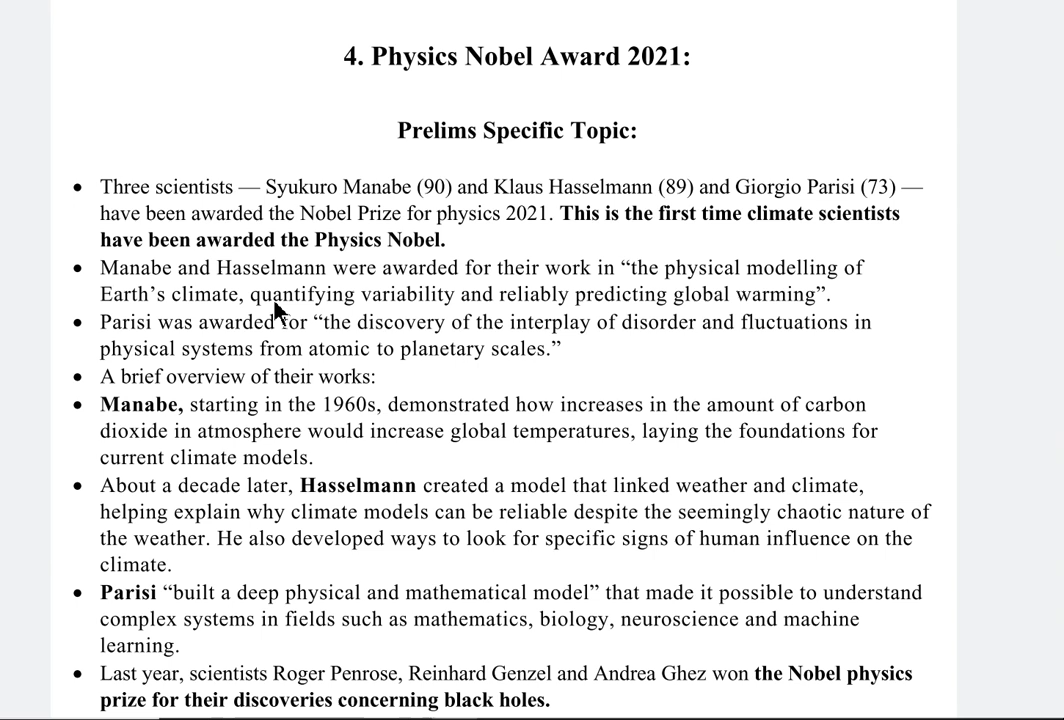 4. Physics Nobel Award 2021:
Prelims Specific Topic:
• Three scientists — Syukuro Manabe (90) and Klaus Hasselmann (89) and Giorgio Parisi (73) —
have been awarded the Nobel Prize for physics 2021. This is the first time climate scientists
have been awarded the Physics Nobel.
• Manabe and Hasselmann were awarded for their work in “the physical modelling of
Earth’s climate, quantifying variability and reliably predicting global warming”.
• Parisi was awarded for “the discovery of the interplay of disorder and fluctuations in
physical systems from atomic to planetary scales.”
• A brief overview of their works:
• Manabe, starting in the 1960s, demonstrated how increases in the amount of carbon
dioxide in atmosphere would increase global temperatures, laying the foundations for
current climate models.
• About a decade later, Hasselmann created a model that linked weather and climate,
helping explain why climate models can be reliable despite the seemingly chaotic nature of
the weather. He also developed ways to look for specific signs of human influence on the
climate.
• Parisi “built a deep physical and mathematical model” that made it possible to understand
complex systems in fields such as mathematics, biology, neuroscience and machine
learning.
• Last year, scientists Roger Penrose, Reinhard Genzel and Andrea Ghez won the Nobel physics
prize for their discoveries concerning black holes.